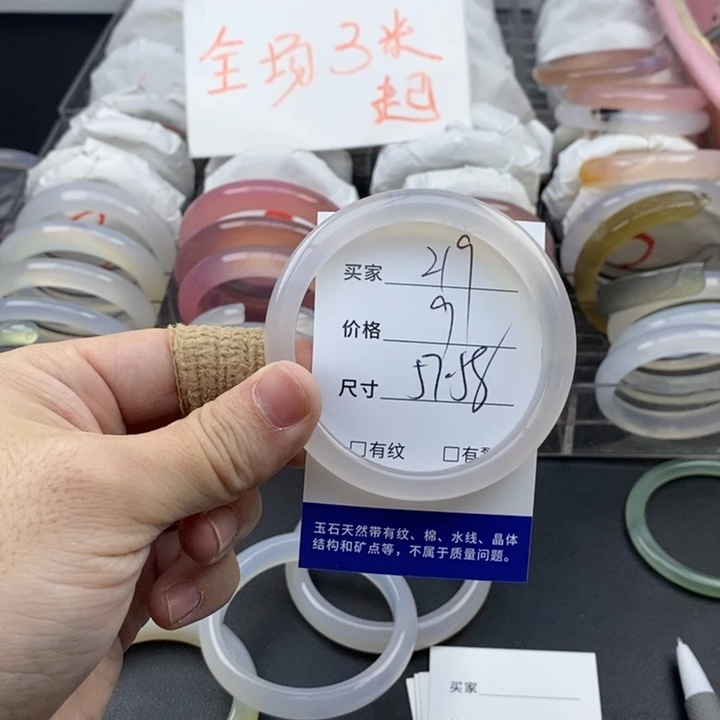 全场3米
起
买家 219
价格 9
尺寸 57-58
□有纹 □有
玉石天然带有纹、棉、水线、晶体
结构和矿点等，不属于质量问题。
买家